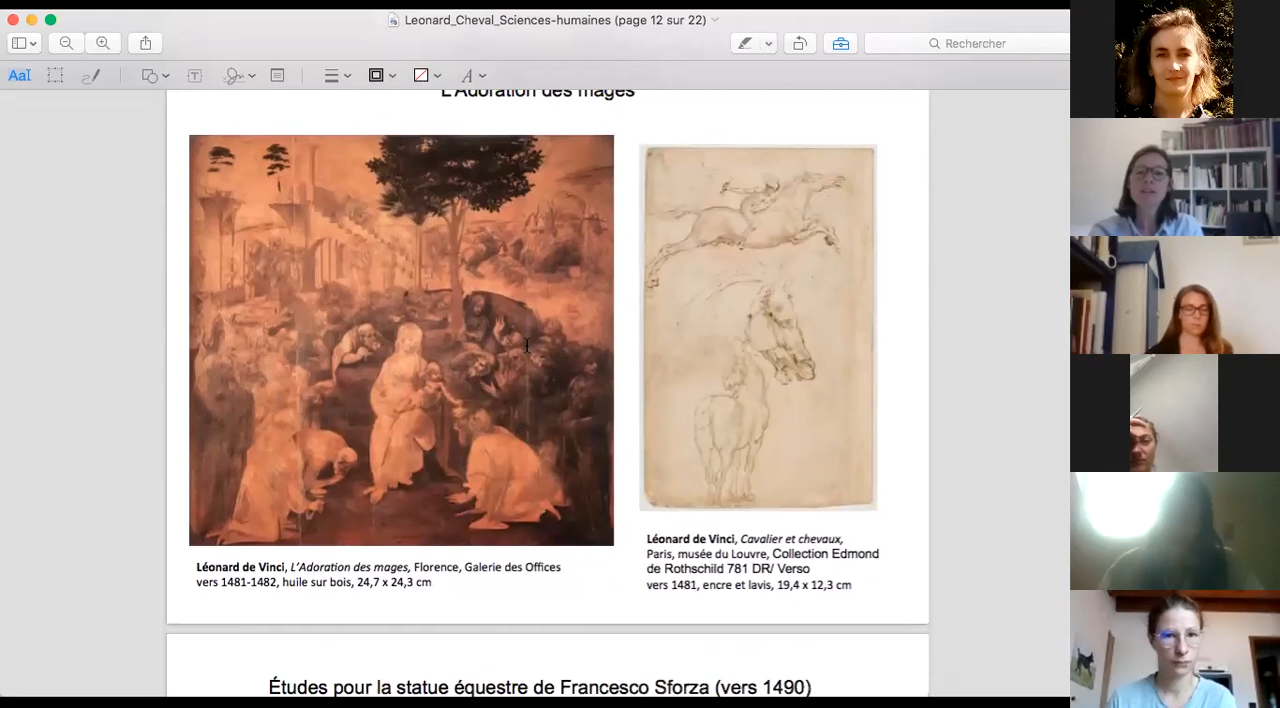 Leonard_Cheval_Sciences-humaines (page 12 sur 22)
Rechercher
AaI
T
A
L'Adoration des mages
Léonard de Vinci, L'Adoration des mages, Florence, Galerie des Offices
vers 1481-1482, huile sur bois, 24,7 x 24,3 cm
Léonard de Vinci, Cavalier et chevaux,
Paris, musée du Louvre, Collection Edmond
de Rothschild 781 DR/ Verso
vers 1481, encre et lavis, 19,4 x 12,3 cm
Études pour la statue équestre de Francesco Sforza (vers 1490)